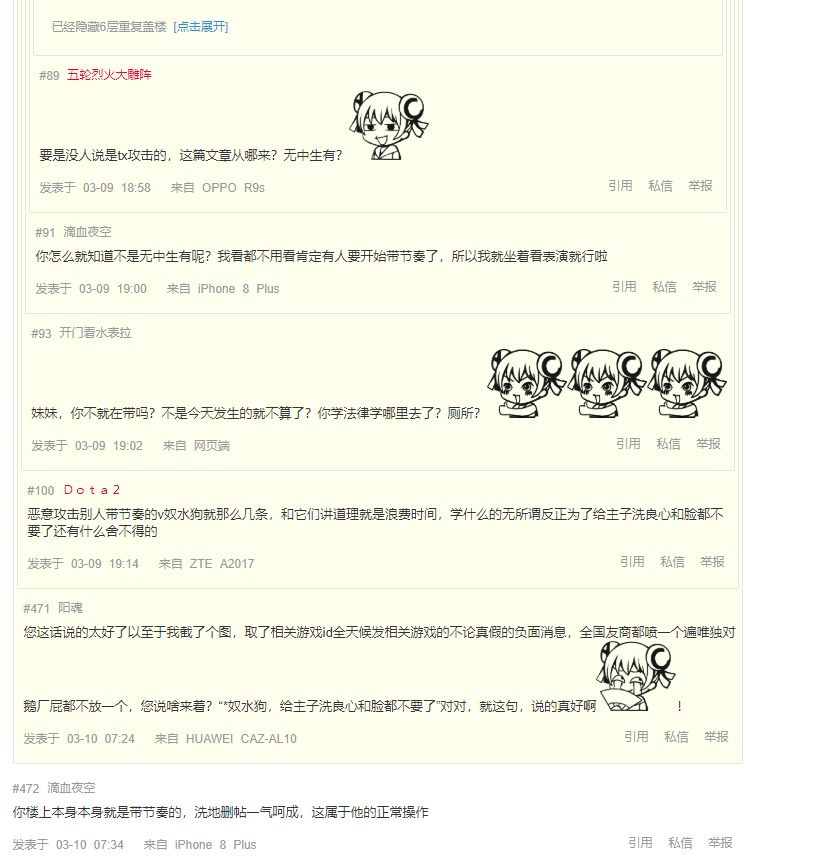 已经隐藏6层重复盖楼 [点击展开]
#89 五轮烈火大雕阵
要是没人说是tx攻击的，这篇文章从哪来？无中生有？
发表于 03-09 18:58 来自 OPPO R9s 引用 私信 举报
#91 滴血夜空
你怎么就知道不是无中生有呢？我看都不用看肯定有人要开始带节奏了，所以我就坐着看表演就行啦
发表于 03-09 19:00 来自 iPhone 8 Plus 引用 私信 举报
#93 开门看水表拉
妹妹，你不就在带吗？不是今天发生的就不算了？你学法律学哪里去了？厕所？
发表于 03-09 19:02 来自 网页端 引用 私信 举报
#100 Ｄｏｔａ２
恶意攻击别人带节奏的v奴水狗就那么几条，和它们讲道理就是浪费时间，学什么的无所谓反正为了给主子洗良心和脸都不
要了还有什么舍不得的
发表于 03-09 19:14 来自 ZTE A2017 引用 私信 举报
#471 阳魂
您这话说的太好了以至于我截了个图，取了相关游戏id全天候发相关游戏的不论真假的负面消息，全国友商都喷一个遍唯独对
鹅厂屁都不放一个，您说啥来着？“*奴水狗，给主子洗良心和脸都不要了”对对，就这句，说的真好啊！
发表于 03-10 07:24 来自 HUAWEI CAZ-AL10 引用 私信 举报
#472 滴血夜空
你楼上本身本身就是带节奏的，洗地删帖一气呵成，这属于他的正常操作
发表于 03-10 07:34 来自 iPhone 8 Plus 引用 私信 举报